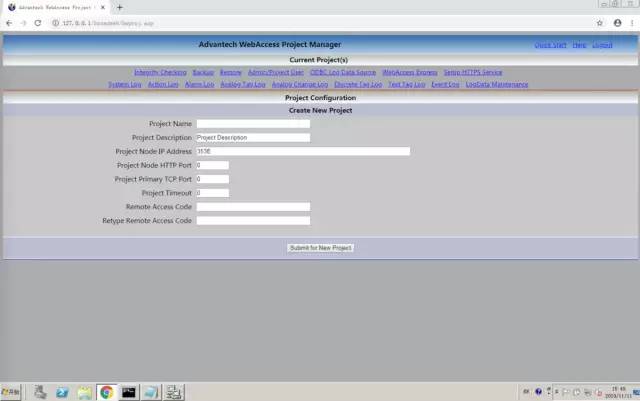 Advantech WebAccess Project
127.0.0.1/broadweb/bwproj.asp
Advantech WebAccess Project Manager
Quick Start Help Logout
Current Project(s)
Integrity Checking Backup Restore Admin/Project User ODBC Log Data Source WebAccess Express Setup HTTPS Service
System Log Action Log Alarm Log Analog Tag Log Analog Change Log Discrete Tag Log Text Tag Log Event Log LogData Maintenance
Project Configuration
Create New Project
Project Name
Project Description Project Description
Project Node IP Address
Project Node HTTP Port 0
Project Primary TCP Port 0
Project Timeout 0
Remote Access Code
Retype Remote Access Code
Submit for New Project
开始